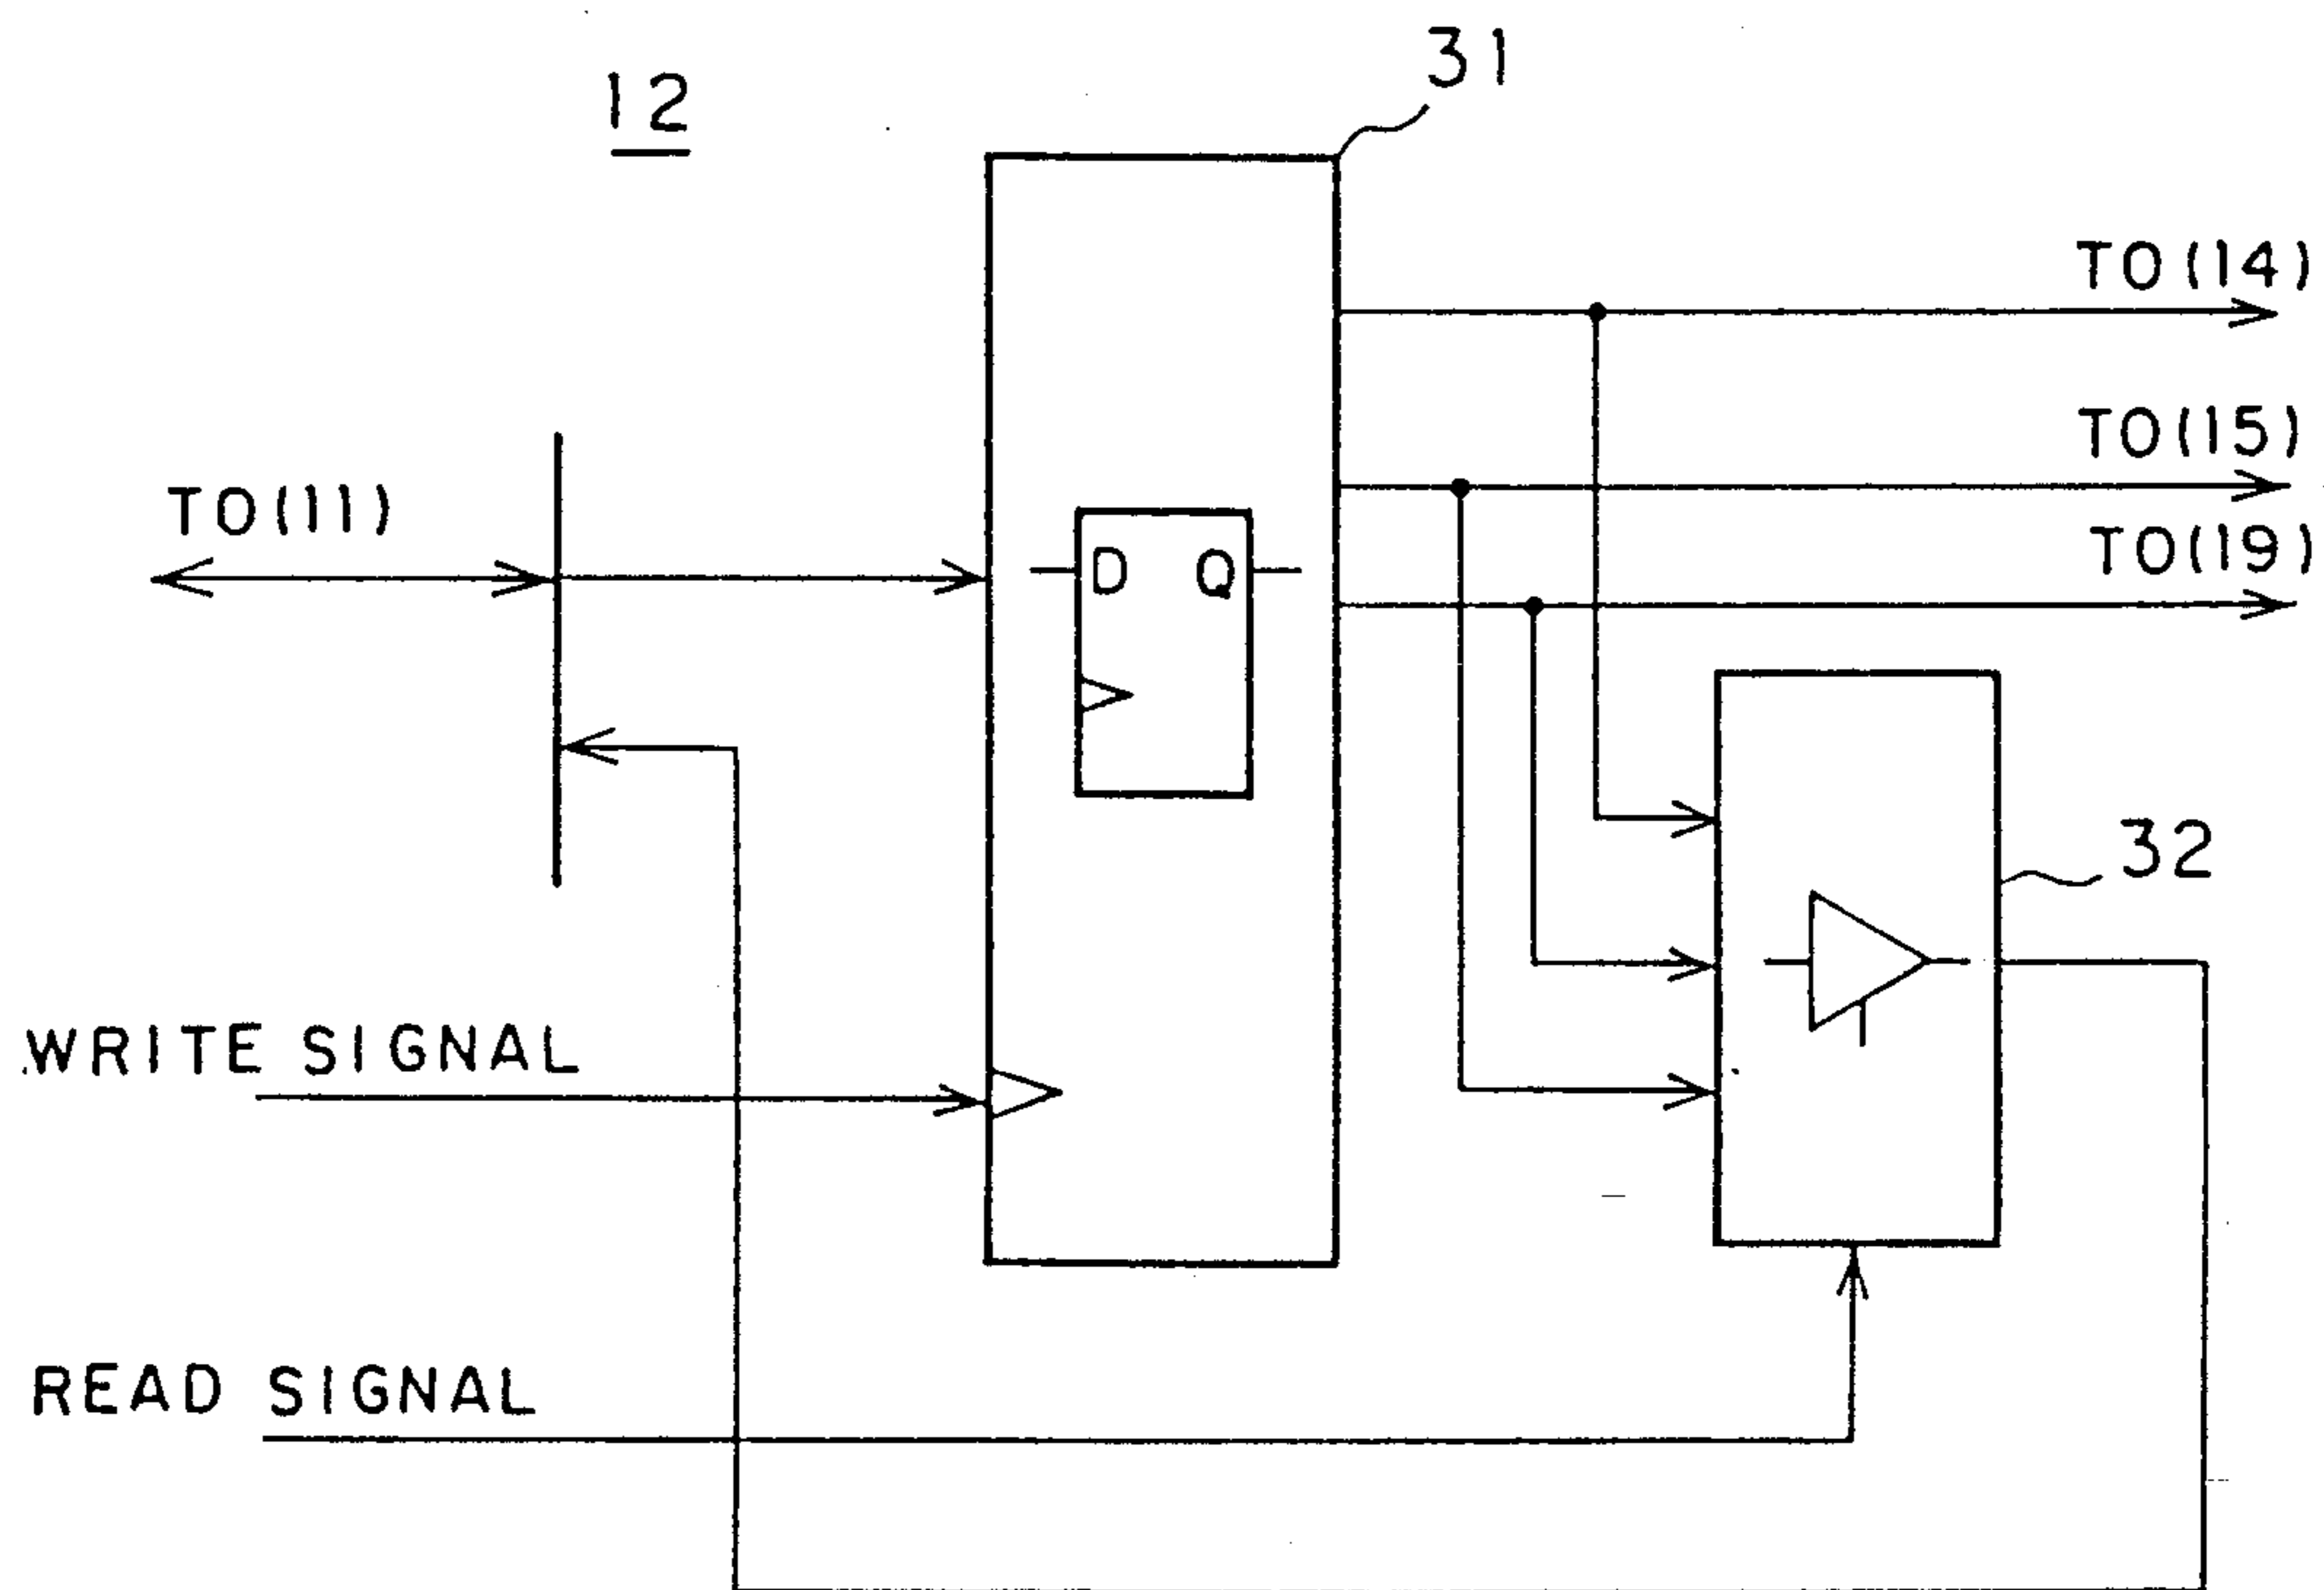 31
12
TO(14)
TO(15)
TO(11)
TO(19)
D Q
32
WRITE SIGNAL
READ SIGNAL